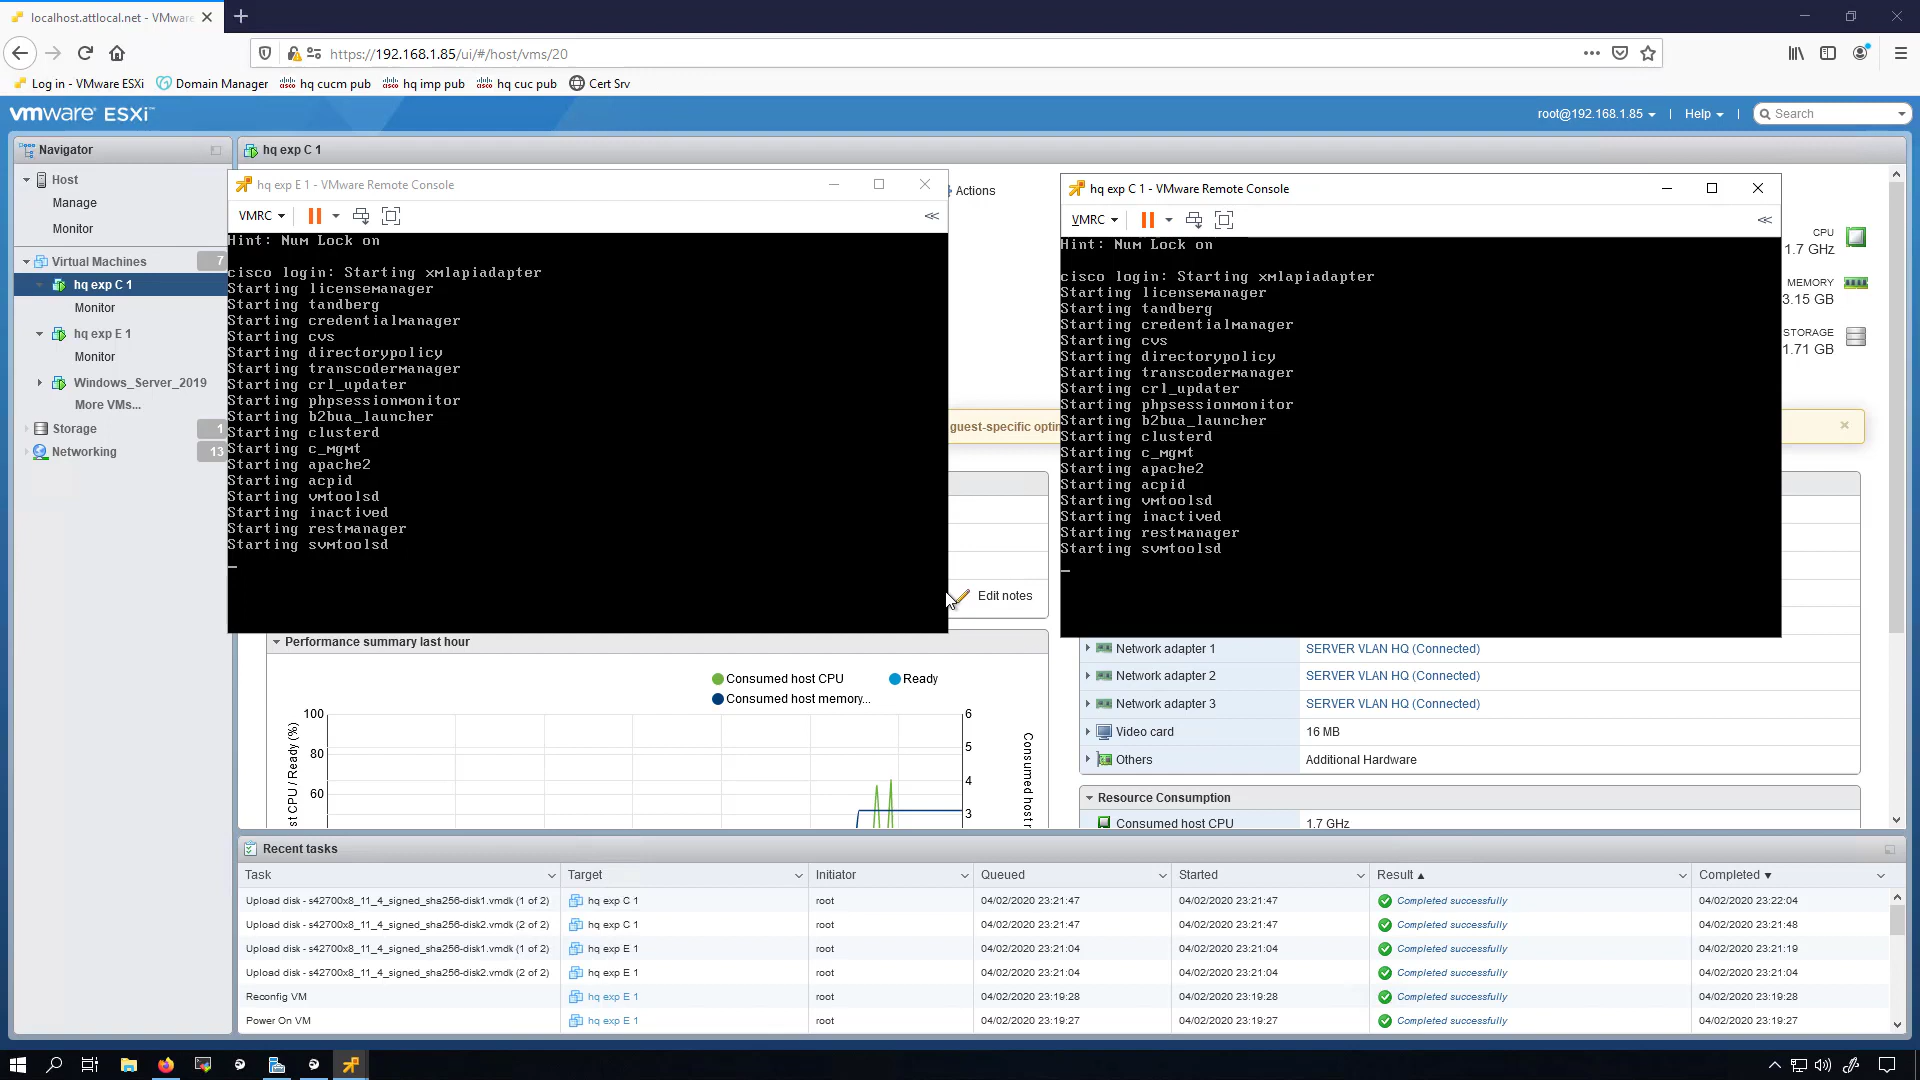 localhost.attlocal.net - VMware
https://192.168.1.85/ui/#/host/vms/20
Log in - VMware ESXi
Domain Manager
hq cucm pub
hq imp pub
hq cuc pub
Cert Srv
vmware ESXi
root@192.168.1.85
Help
Search
Navigator
Host
Manage
Monitor
Virtual Machines
7
hq exp C 1
Monitor
hq exp E 1
Monitor
Windows_Server_2019
More VMs...
Storage
1
Networking
13
hq exp C 1
Actions
CPU
1.7 GHz
MEMORY
3.15 GB
STORAGE
1.71 GB
guest-specific optim
Edit notes
hq exp E 1 - VMware Remote Console
VMRC
Hint: Num Lock on
cisco login: Starting xmlapiadapter
Starting licensemanager
Starting tandberg
Starting credentialmanager
Starting cvs
Starting directorypolicy
Starting transcodermanager
Starting crl_updater
Starting phpsessionmonitor
Starting b2bua_launcher
Starting clusterd
Starting c_mgmt
Starting apache2
Starting acpid
Starting vmtoolsd
Starting inactived
Starting restmanager
Starting svmtoolsd
hq exp C 1 - VMware Remote Console
VMRC
Hint: Num Lock on
cisco login: Starting xmlapiadapter
Starting licensemanager
Starting tandberg
Starting credentialmanager
Starting cvs
Starting directorypolicy
Starting transcodermanager
Starting crl_updater
Starting phpsessionmonitor
Starting b2bua_launcher
Starting clusterd
Starting c_mgmt
Starting apache2
Starting acpid
Starting vmtoolsd
Starting inactived
Starting restmanager
Starting svmtoolsd
Performance summary last hour
Consumed host CPU
Ready
Consumed host memory...
100
80
60
st CPU / Ready (%)
6
5
4
3
Consumed host
Network adapter 1 SERVER VLAN HQ (Connected)
Network adapter 2 SERVER VLAN HQ (Connected)
Network adapter 3 SERVER VLAN HQ (Connected)
Video card 16 MB
Others Additional Hardware
Resource Consumption
Consumed host CPU 1.7 GHz
Recent tasks
Task Target Initiator Queued Started Result Completed
Upload disk - s42700x8_11_4_signed_sha256-disk1.vmdk (1 of 2) hq exp C 1 root 04/02/2020 23:21:47 04/02/2020 23:21:47 Completed successfully 04/02/2020 23:22:04
Upload disk - s42700x8_11_4_signed_sha256-disk2.vmdk (2 of 2) hq exp C 1 root 04/02/2020 23:21:47 04/02/2020 23:21:47 Completed successfully 04/02/2020 23:21:48
Upload disk - s42700x8_11_4_signed_sha256-disk1.vmdk (1 of 2) hq exp E 1 root 04/02/2020 23:21:04 04/02/2020 23:21:04 Completed successfully 04/02/2020 23:21:19
Upload disk - s42700x8_11_4_signed_sha256-disk2.vmdk (2 of 2) hq exp E 1 root 04/02/2020 23:21:04 04/02/2020 23:21:04 Completed successfully 04/02/2020 23:21:04
Reconfig VM hq exp E 1 root 04/02/2020 23:19:28 04/02/2020 23:19:28 Completed successfully 04/02/2020 23:19:28
Power On VM hq exp E 1 root 04/02/2020 23:19:27 04/02/2020 23:19:27 Completed successfully 04/02/2020 23:19:27